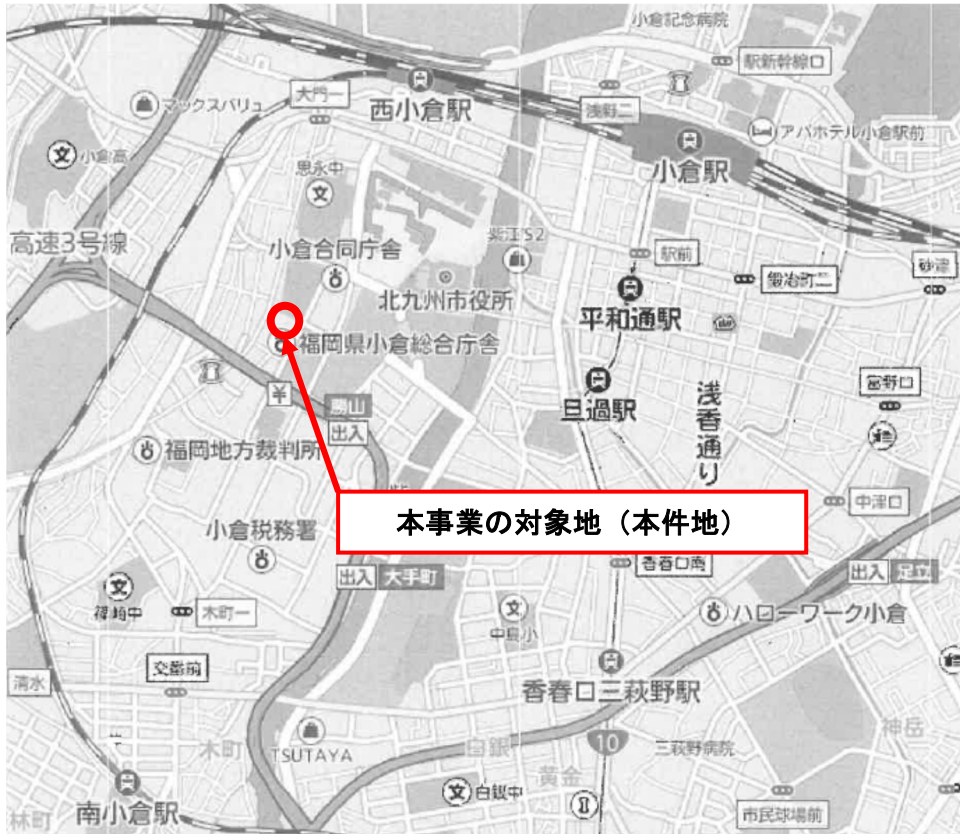 小倉記念病院
駅新幹線口
マックスバリュ
大門一
西小倉駅
浅野二
アパホテル小倉駅前
小倉高
思永中
小倉駅
高速3号線
小倉合同庁舎
紫江'S2
駅前
砂津
北九州市役所
鍛冶町二
平和通駅
福岡県小倉総合庁舎
旦過駅
浅香通り
富野口
¥
勝山
出入
福岡地方裁判所
中津口
本事業の対象地（本件地）
小倉税務署
出入
大手町
香春口南
出入
足立
篠崎中
木町一
中島小
ハローワーク小倉
交番前
清水
香春口三萩野駅
木町
TSUTAYA
白銀
10
三萩野病院
神岳
黄金
白銀中
南小倉駅
林町
市民球場前